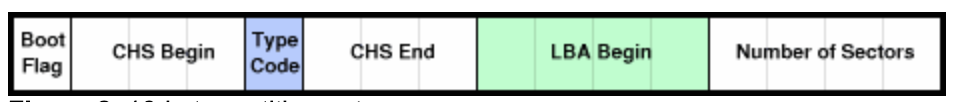 Boot Flag
CHS Begin
Type Code
CHS End
LBA Begin
Number of Sectors